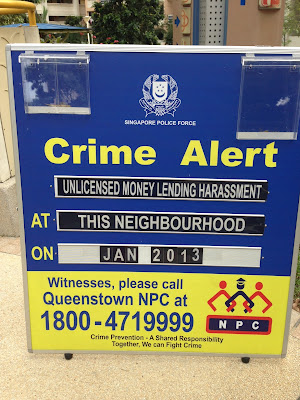 SINGAPORE POLICE FORCE
Crime Alert
UNLICENSED MONEY LENDING HARASSMENT
AT THIS NEIGHBOURHOOD
ON JAN 2013
Witnesses, please call
Queenstown NPC at
1800-4719999
NPC
Crime Prevention - A Shared Responsibility
Together, We can Fight Crime